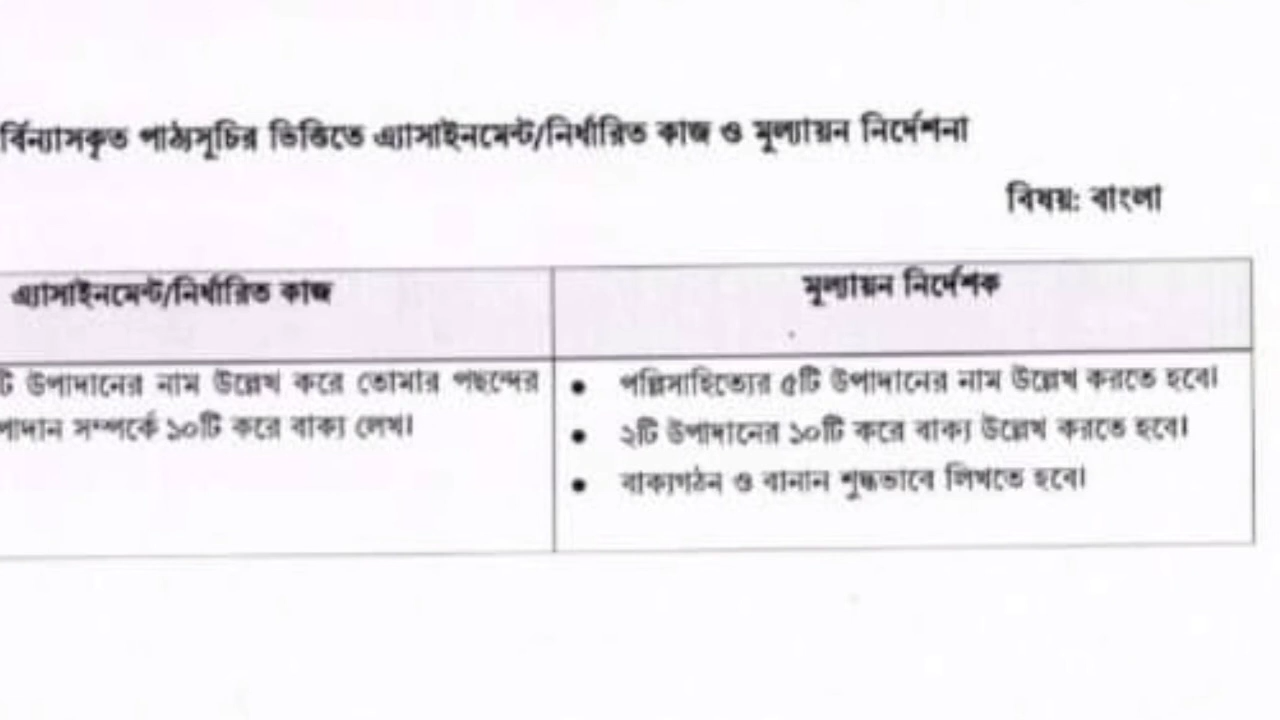 র্বিন্যাসকৃত পাঠ্যসূচির ভিত্তিতে এ্যাসাইনমেন্ট/নির্ধারিত কাজ ও মূল্যায়ন নির্দেশনা
বিষয়: বাংলা
এ্যাসাইনমেন্ট/নির্ধারিত কাজ
মূল্যায়ন নির্দেশক
টি উপাদানের নাম উল্লেখ করে তোমার পছন্দের
পাদান সম্পর্কে ১০টি করে বাক্য লেখ।
• পল্লিসাহিত্যের ৫টি উপাদানের নাম উল্লেখ করতে হবে।
• ২টি উপাদানের ১০টি করে বাক্য উল্লেখ করতে হবে।
• বাক্যগঠন ও বানান শুদ্ধভাবে লিখতে হবে।